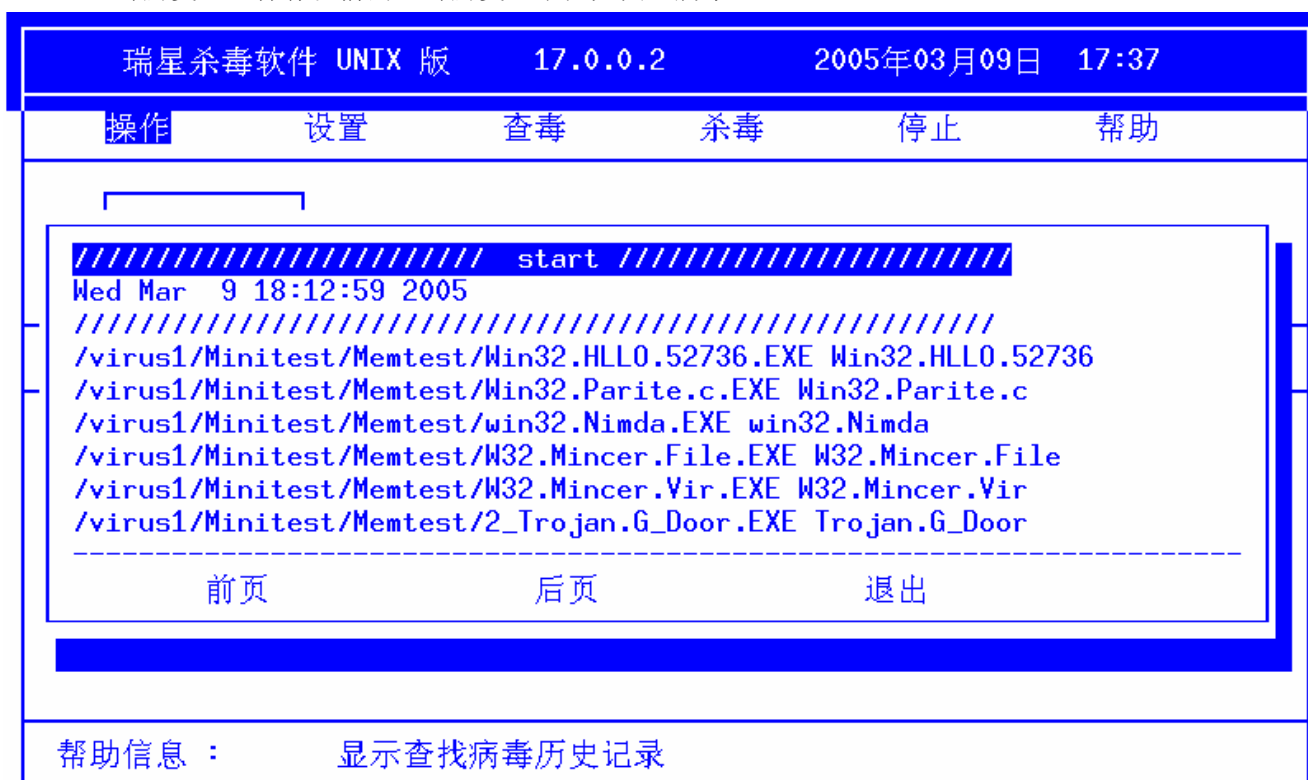 瑞星杀毒软件 UNIX 版 17.0.0.2 2005年03月09日 17:37
操作 设置 查毒 杀毒 停止 帮助
///////////////////////// start ////////////////////////
Wed Mar  9 18:12:59 2005
////////////////////////////////////////////////////////
/virus1/Minitest/Memtest/Win32.HLLO.52736.EXE Win32.HLLO.52736
/virus1/Minitest/Memtest/Win32.Parite.c.EXE Win32.Parite.c
/virus1/Minitest/Memtest/win32.Nimda.EXE win32.Nimda
/virus1/Minitest/Memtest/W32.Mincer.File.EXE W32.Mincer.File
/virus1/Minitest/Memtest/W32.Mincer.Vir.EXE W32.Mincer.Vir
/virus1/Minitest/Memtest/2_Trojan.G_Door.EXE Trojan.G_Door
前页 后页 退出
帮助信息 : 显示查找病毒历史记录